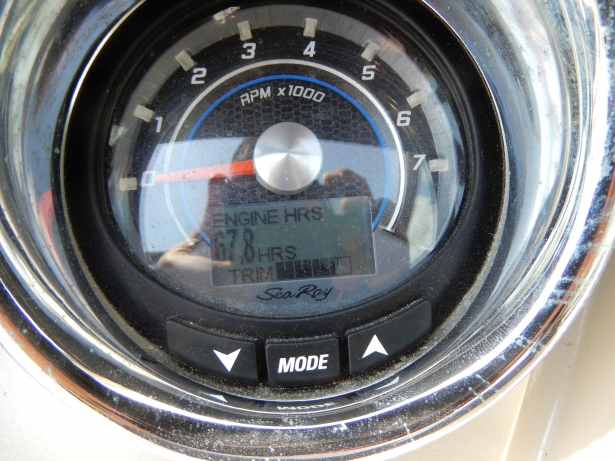 0
1
2
3
4
5
6
7
RPM x1000
ENGINE HRS
67.8 HRS
TRIM
Sea Ray
MODE